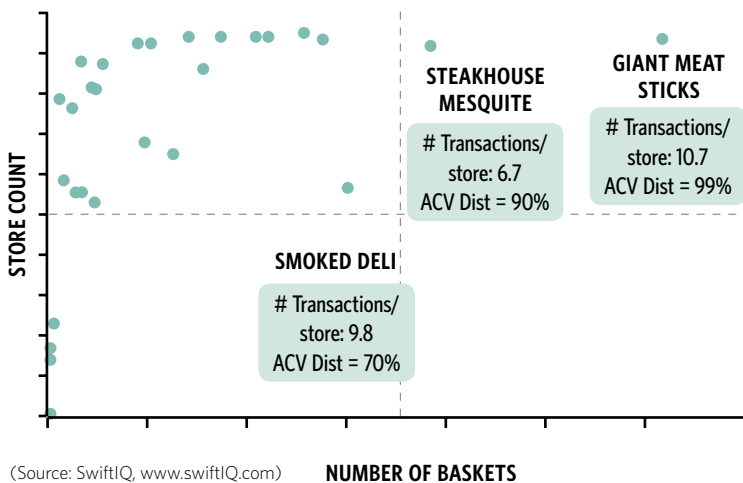 STORE COUNT
STEAKHOUSE
MESQUITE
# Transactions/
store: 6.7
ACV Dist = 90%
GIANT MEAT
STICKS
# Transactions/
store: 10.7
ACV Dist = 99%
SMOKED DELI
# Transactions/
store: 9.8
ACV Dist = 70%
(Source: SwiftIQ, www.swiftIQ.com)
NUMBER OF BASKETS